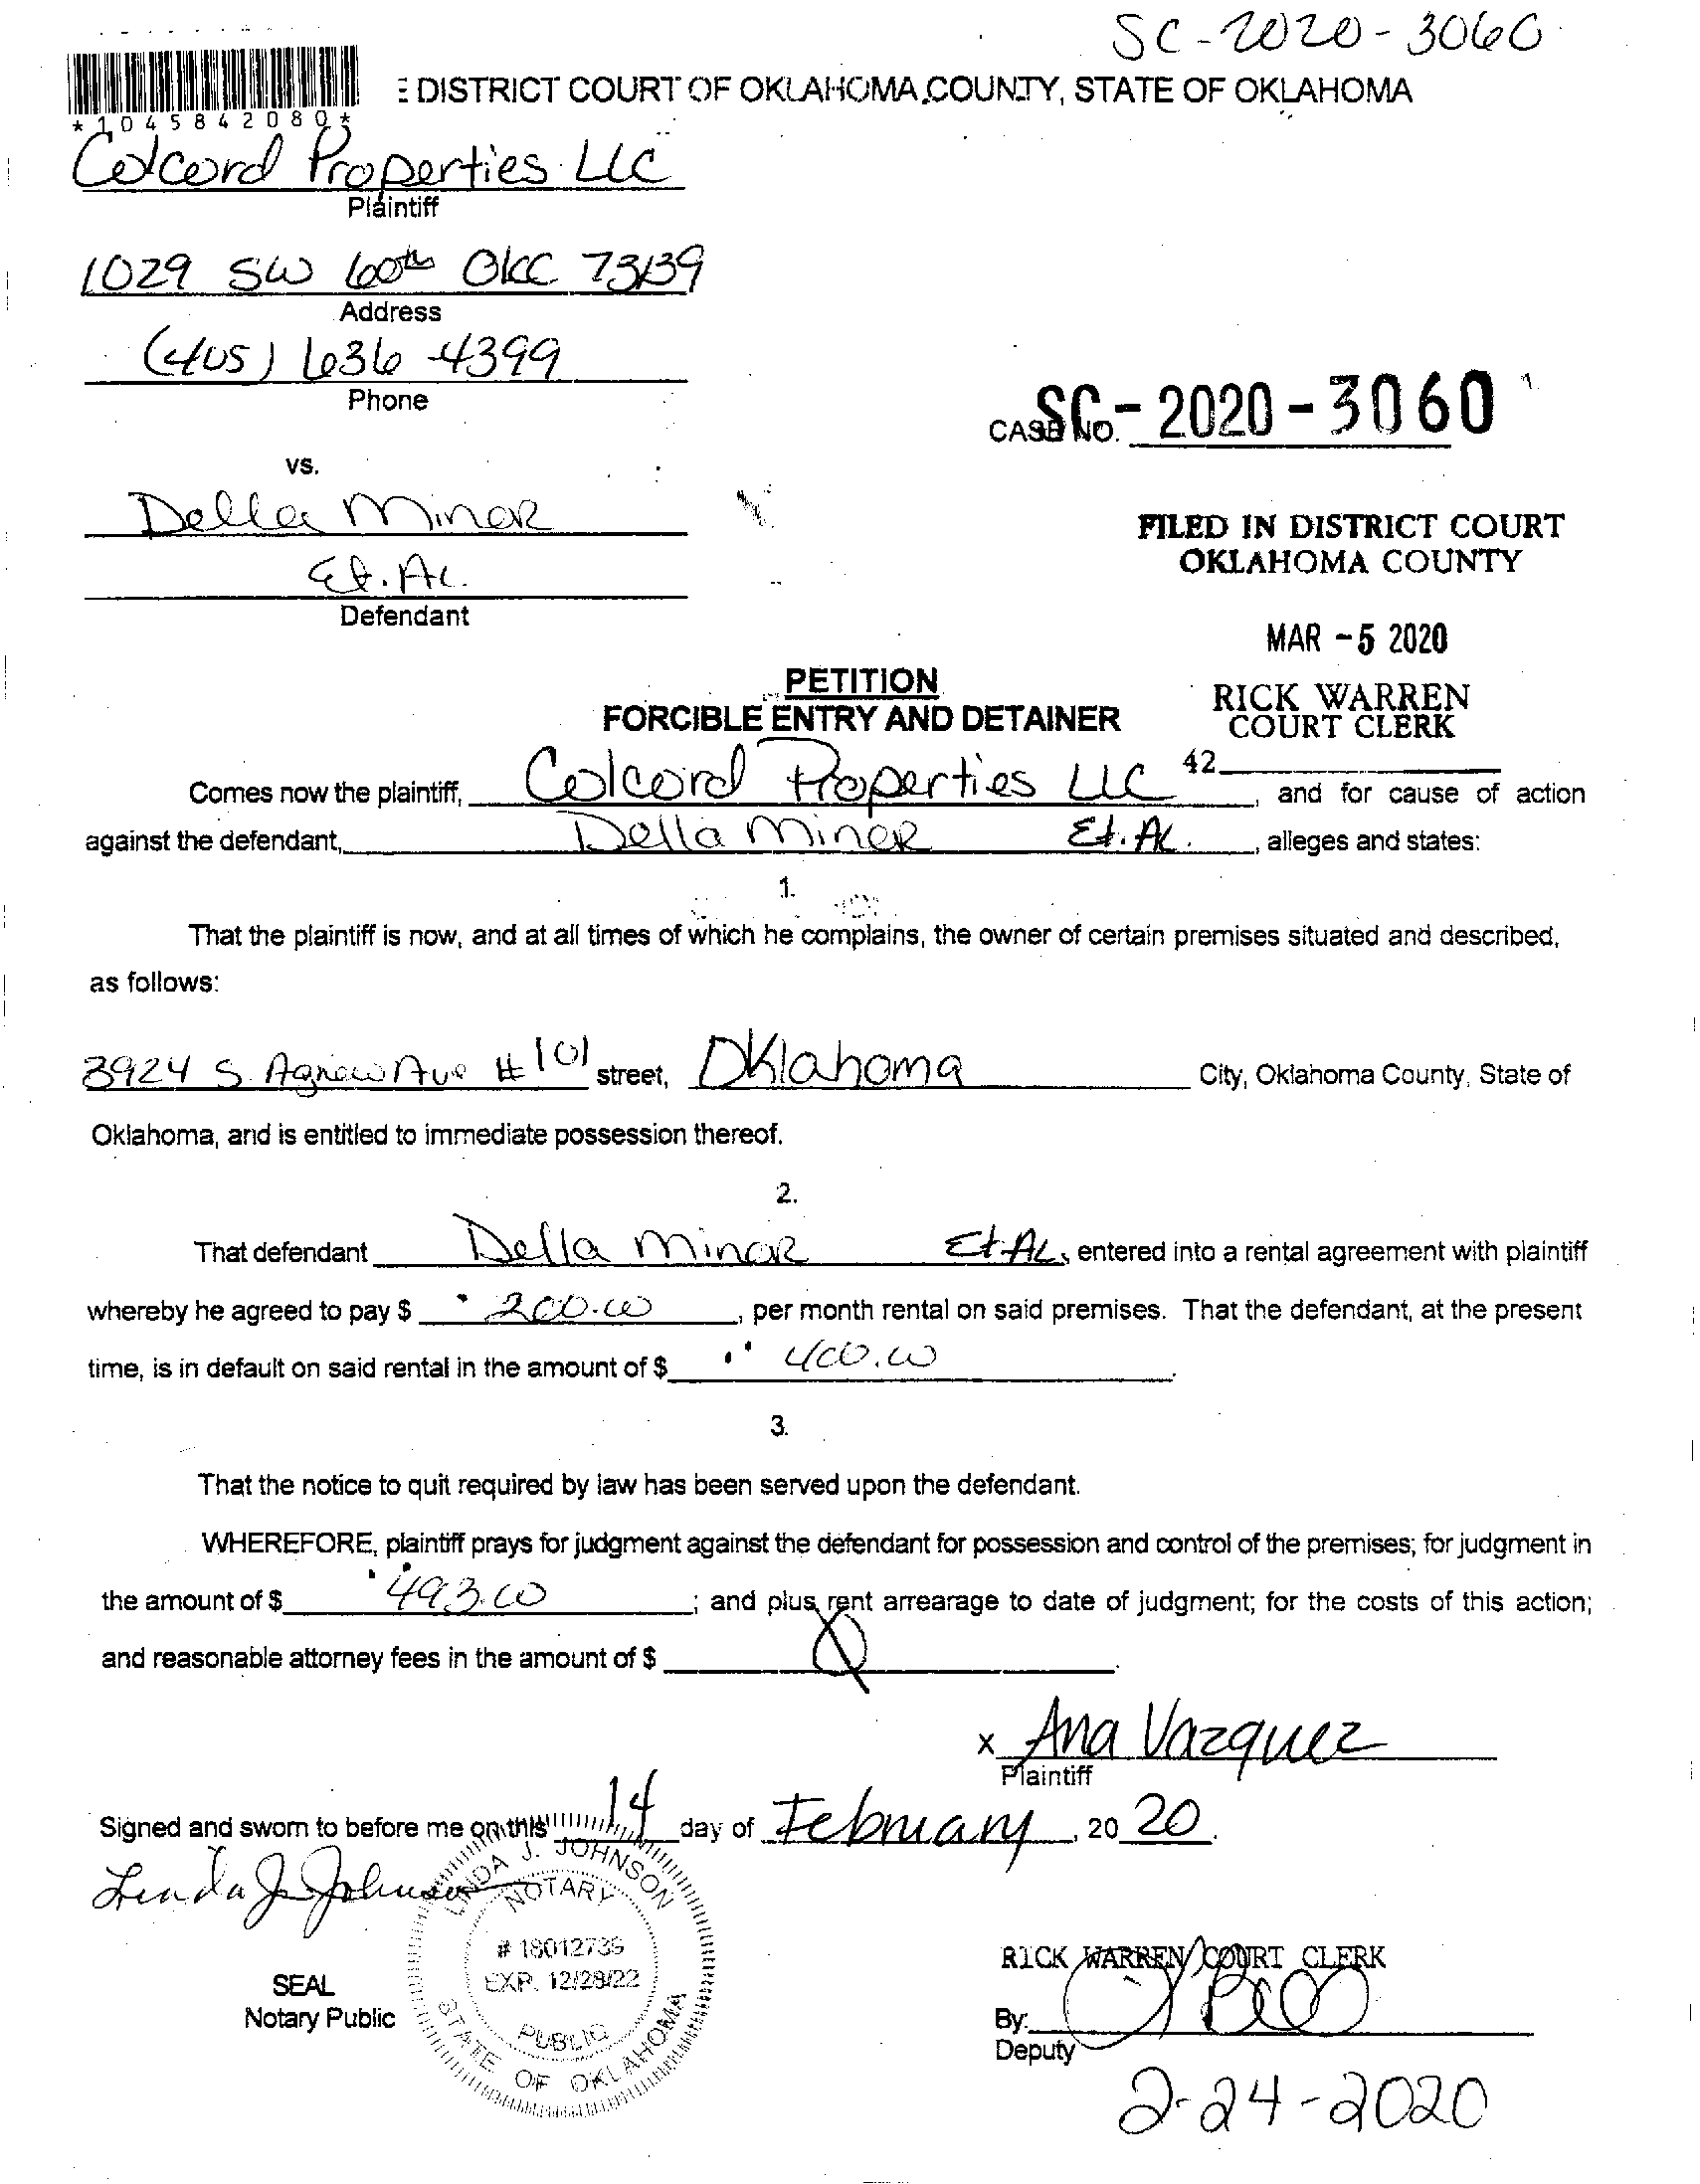 SC-2020-3060
E DISTRICT COURT OF OKLAHOMA COUNTY, STATE OF OKLAHOMA
*1045842080*
Colcord Properties LLC
Plaintiff
1029 SW 60th OKC 73139
Address
(405) 636-4399
Phone
CASE NO. SC-2020-3060
vs.
Della Minor
Et. Al.
Defendant
FILED IN DISTRICT COURT
OKLAHOMA COUNTY
MAR -5 2020
RICK WARREN
COURT CLERK
42
PETITION
FORCIBLE ENTRY AND DETAINER
Comes now the plaintiff, Colcord Properties LLC, and for cause of action
against the defendant, Della Minor Et. Al., alleges and states:
1.
That the plaintiff is now, and at all times of which he complains, the owner of certain premises situated and described,
as follows:
3924 S. Agnew Ave #101 street, Oklahoma City, Oklahoma County, State of
Oklahoma, and is entitled to immediate possession thereof.
2.
That defendant Della Minor Et AL, entered into a rental agreement with plaintiff
whereby he agreed to pay $ 200.00, per month rental on said premises. That the defendant, at the present
time, is in default on said rental in the amount of $ 400.00.
3.
That the notice to quit required by law has been served upon the defendant.
WHEREFORE, plaintiff prays for judgment against the defendant for possession and control of the premises; for judgment in
the amount of $ 493.00; and plus rent arrearage to date of judgment; for the costs of this action;
and reasonable attorney fees in the amount of $
x Ana Vazquez
Plaintiff
Signed and sworn to before me on this 14 day of February, 20 20.
Linda J Johnson
LINDA J. JOHNSON
NOTARY
# 18012735
EXP. 12/28/22
PUBLIC
STATE OF OKLAHOMA
SEAL
Notary Public
RICK WARREN COURT CLERK
By:
Deputy
2-24-2020